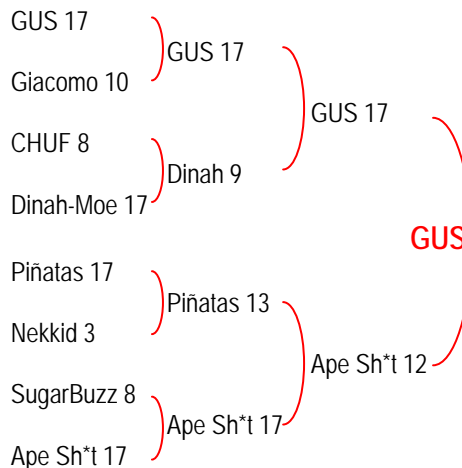 GUS 17
Giacomo 10
CHUF 8
Dinah-Moe 17
Piñatas 17
Nekkid 3
SugarBuzz 8
Ape Sh*t 17
GUS 17
Dinah 9
Piñatas 13
Ape Sh*t 17
GUS 17
Ape Sh*t 12
GUS